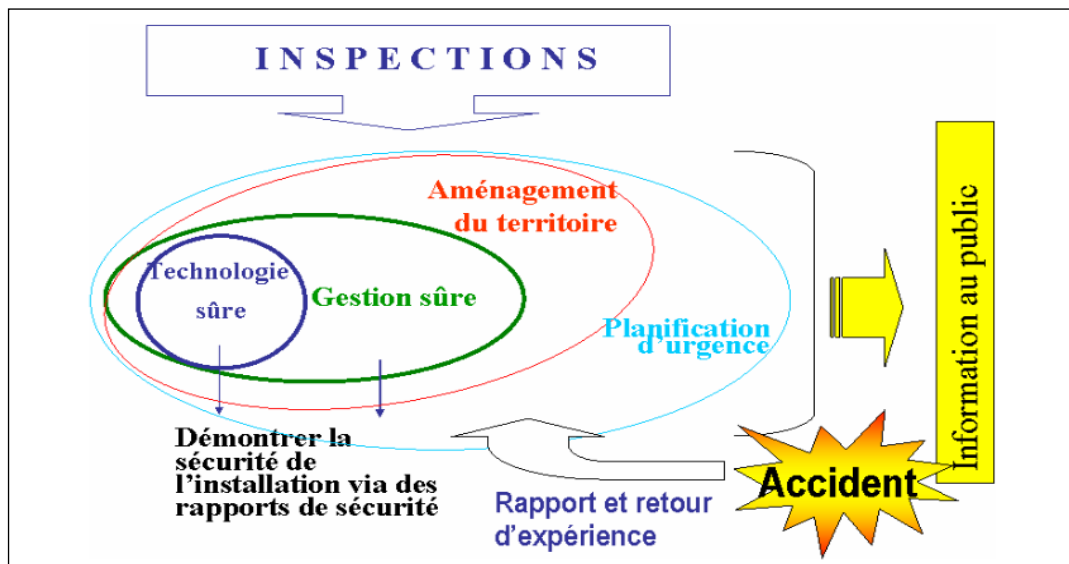 INSPECTIONS
Aménagement
du territoire
Technologie
sûre
Gestion sûre
Planification
d’urgence
Information au public
Démontrer la
sécurité de
l’installation via des
rapports de sécurité
Rapport et retour
d’expérience
Accident